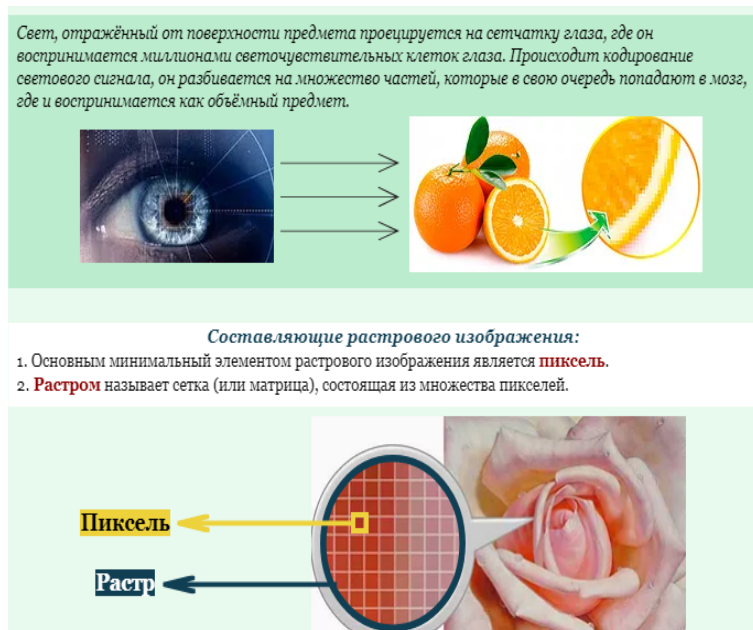 Свет, отражённый от поверхности предмета проецируется на сетчатку глаза, где он
воспринимается миллионами светочувствительных клеток глаза. Происходит кодирование
светового сигнала, он разбивается на множество частей, которые в свою очередь попадают в мозг,
где и воспринимается как объёмный предмет.
Составляющие растрового изображения:
1. Основным минимальный элементом растрового изображения является пиксель.
2. Растром называет сетка (или матрица), состоящая из множества пикселей.
Пиксель
Растр